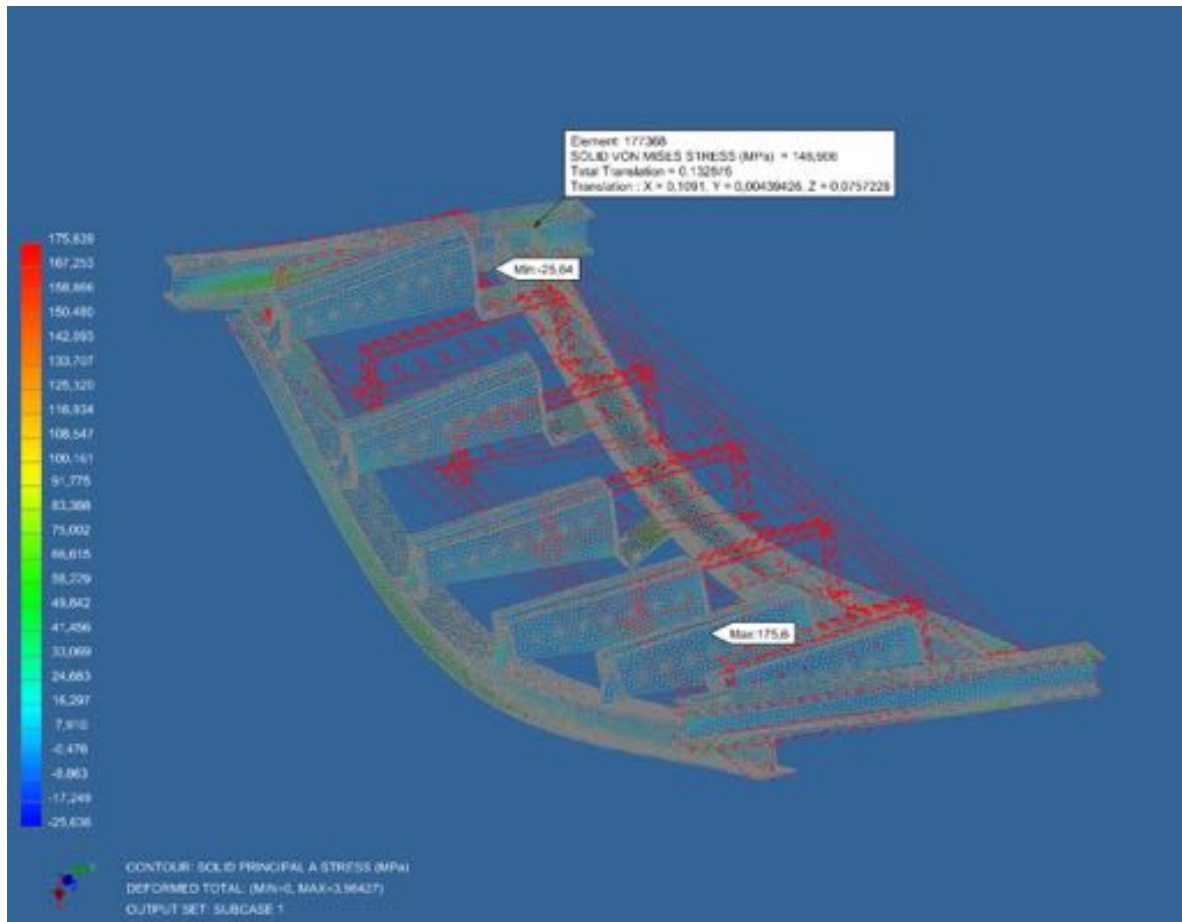 Element: 177368
SOLID VON MISES STRESS (MPa) = 148,906
Total Translation = 0.132876
Translation : X = 0,1091, Y = 0,00439426, Z = 0,0757228
Min:-25,64
Max:175,6
175,639
167,253
158,866
150,480
142,093
133,707
125,320
116,934
108,547
100,161
91,775
83,388
75,002
66,615
58,229
49,842
41,456
33,069
24,683
16,297
7,910
-0,476
-8,863
-17,249
-25,636
CONTOUR: SOLID PRINCIPAL A STRESS (MPa)
DEFORMED TOTAL: (MIN=0, MAX=3,96427)
OUTPUT SET: SUBCASE 1